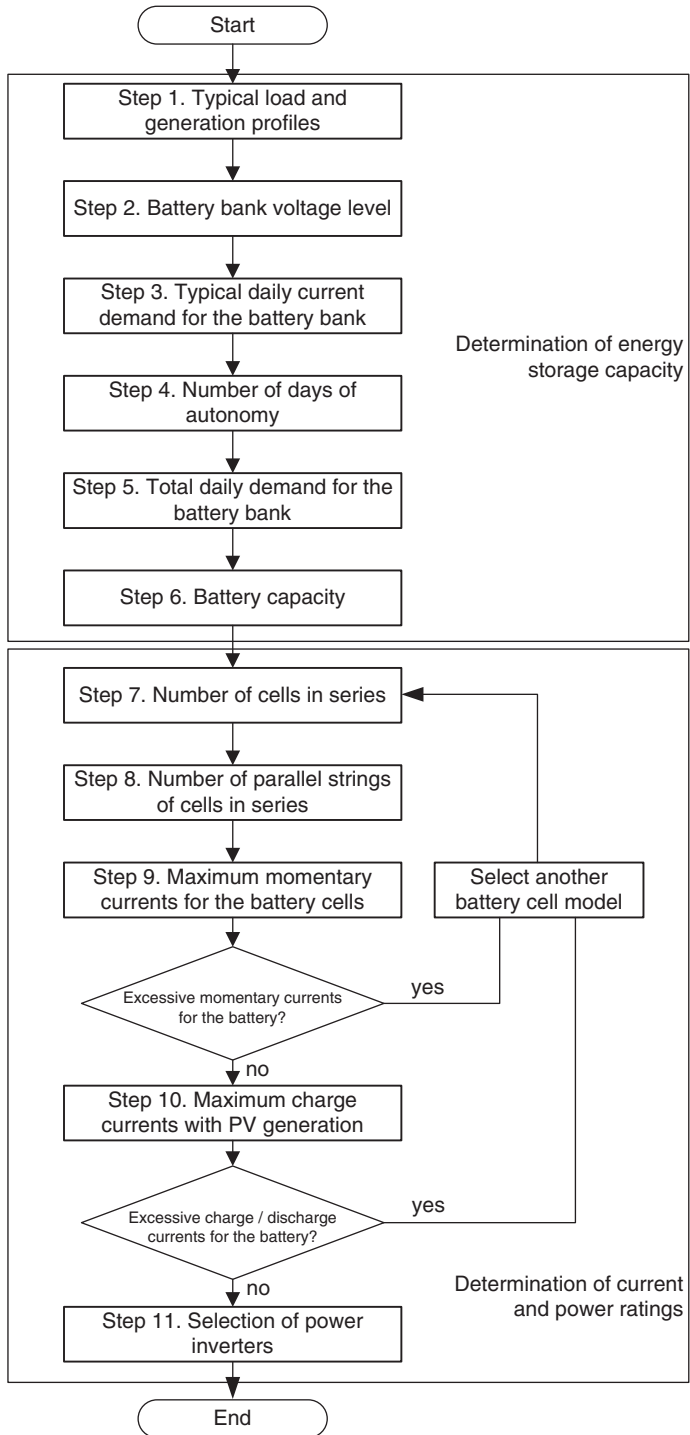 Start
Step 1. Typical load and
generation profiles
Step 2. Battery bank voltage level
Step 3. Typical daily current
demand for the battery bank
Determination of energy
storage capacity
Step 4. Number of days of
autonomy
Step 5. Total daily demand for the
battery bank
Step 6. Battery capacity
Step 7. Number of cells in series
Step 8. Number of parallel strings
of cells in series
Step 9. Maximum momentary
currents for the battery cells
Select another
battery cell model
Excessive momentary currents
for the battery?
yes
no
Step 10. Maximum charge
currents with PV generation
Excessive charge / discharge
currents for the battery?
yes
no
Determination of current
and power ratings
Step 11. Selection of power
inverters
End